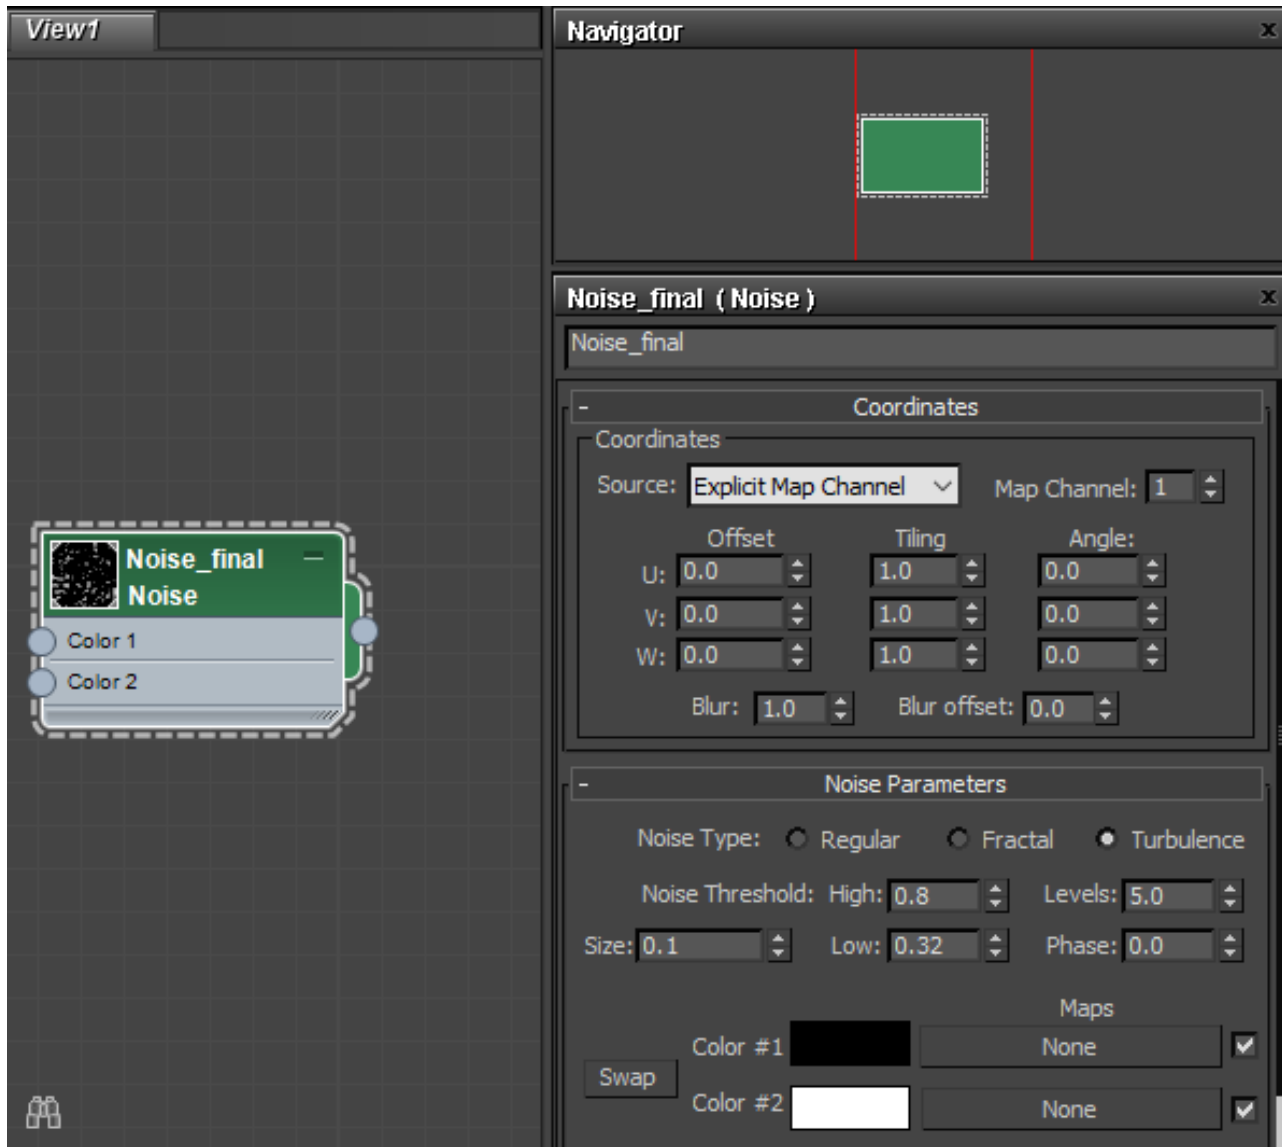 View1
Navigator
x
Noise_final ( Noise )
x
Noise_final
- Coordinates
Coordinates
Source: Explicit Map Channel Map Channel: 1
Offset Tiling Angle:
U: 0.0 1.0 0.0
V: 0.0 1.0 0.0
W: 0.0 1.0 0.0
Blur: 1.0 Blur offset: 0.0
- Noise Parameters
Noise Type: Regular Fractal Turbulence
Noise Threshold: High: 0.8 Levels: 5.0
Size: 0.1 Low: 0.32 Phase: 0.0
Maps
Color #1 None
Swap
Color #2 None
Noise_final
Noise
Color 1
Color 2